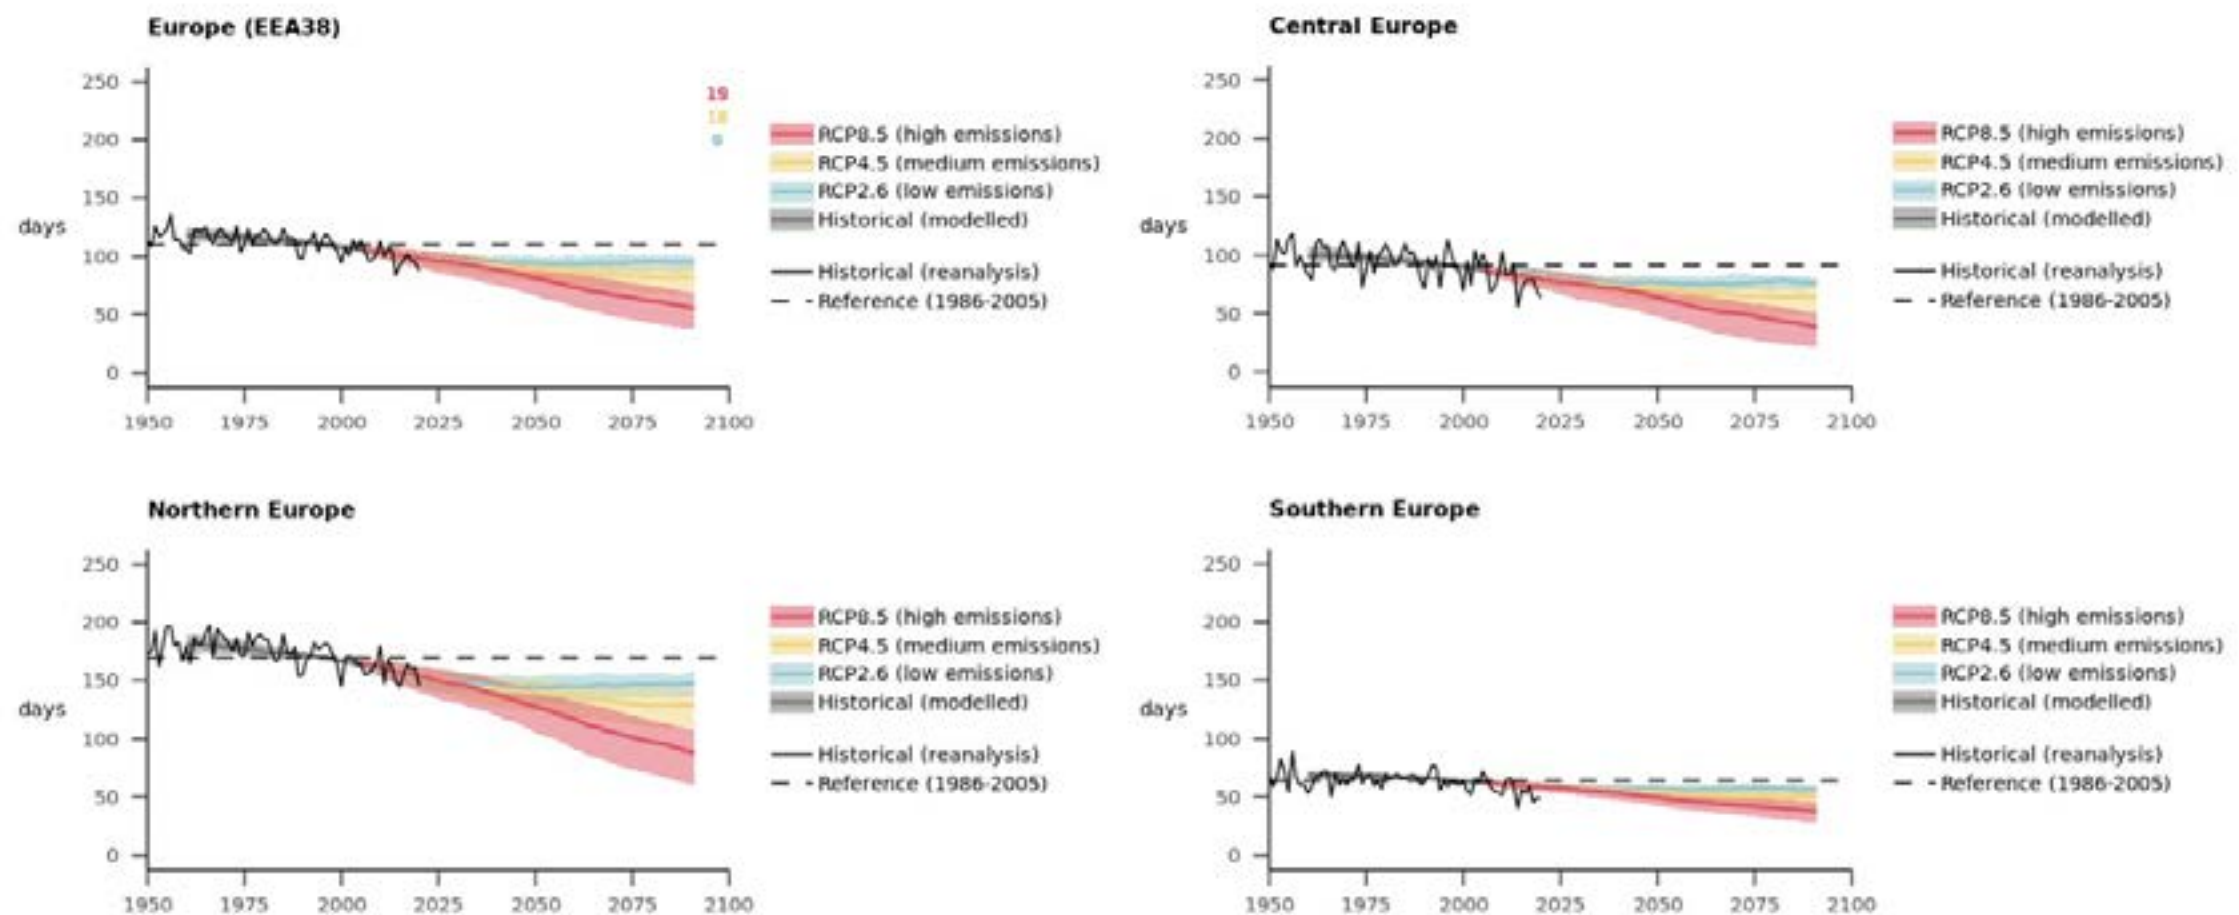 Europe (EEA38)
250
200
150
100
50
0
days
1950 1975 2000 2025 2050 2075 2100
19
18
RCP8.5 (high emissions)
RCP4.5 (medium emissions)
RCP2.6 (low emissions)
Historical (modelled)
Historical (reanalysis)
Reference (1986-2005)
Central Europe
250
200
150
100
50
0
days
1950 1975 2000 2025 2050 2075 2100
RCP8.5 (high emissions)
RCP4.5 (medium emissions)
RCP2.6 (low emissions)
Historical (modelled)
Historical (reanalysis)
Reference (1986-2005)
Northern Europe
250
200
150
100
50
0
days
1950 1975 2000 2025 2050 2075 2100
RCP8.5 (high emissions)
RCP4.5 (medium emissions)
RCP2.6 (low emissions)
Historical (modelled)
Historical (reanalysis)
Reference (1986-2005)
Southern Europe
250
200
150
100
50
0
days
1950 1975 2000 2025 2050 2075 2100
RCP8.5 (high emissions)
RCP4.5 (medium emissions)
RCP2.6 (low emissions)
Historical (modelled)
Historical (reanalysis)
Reference (1986-2005)